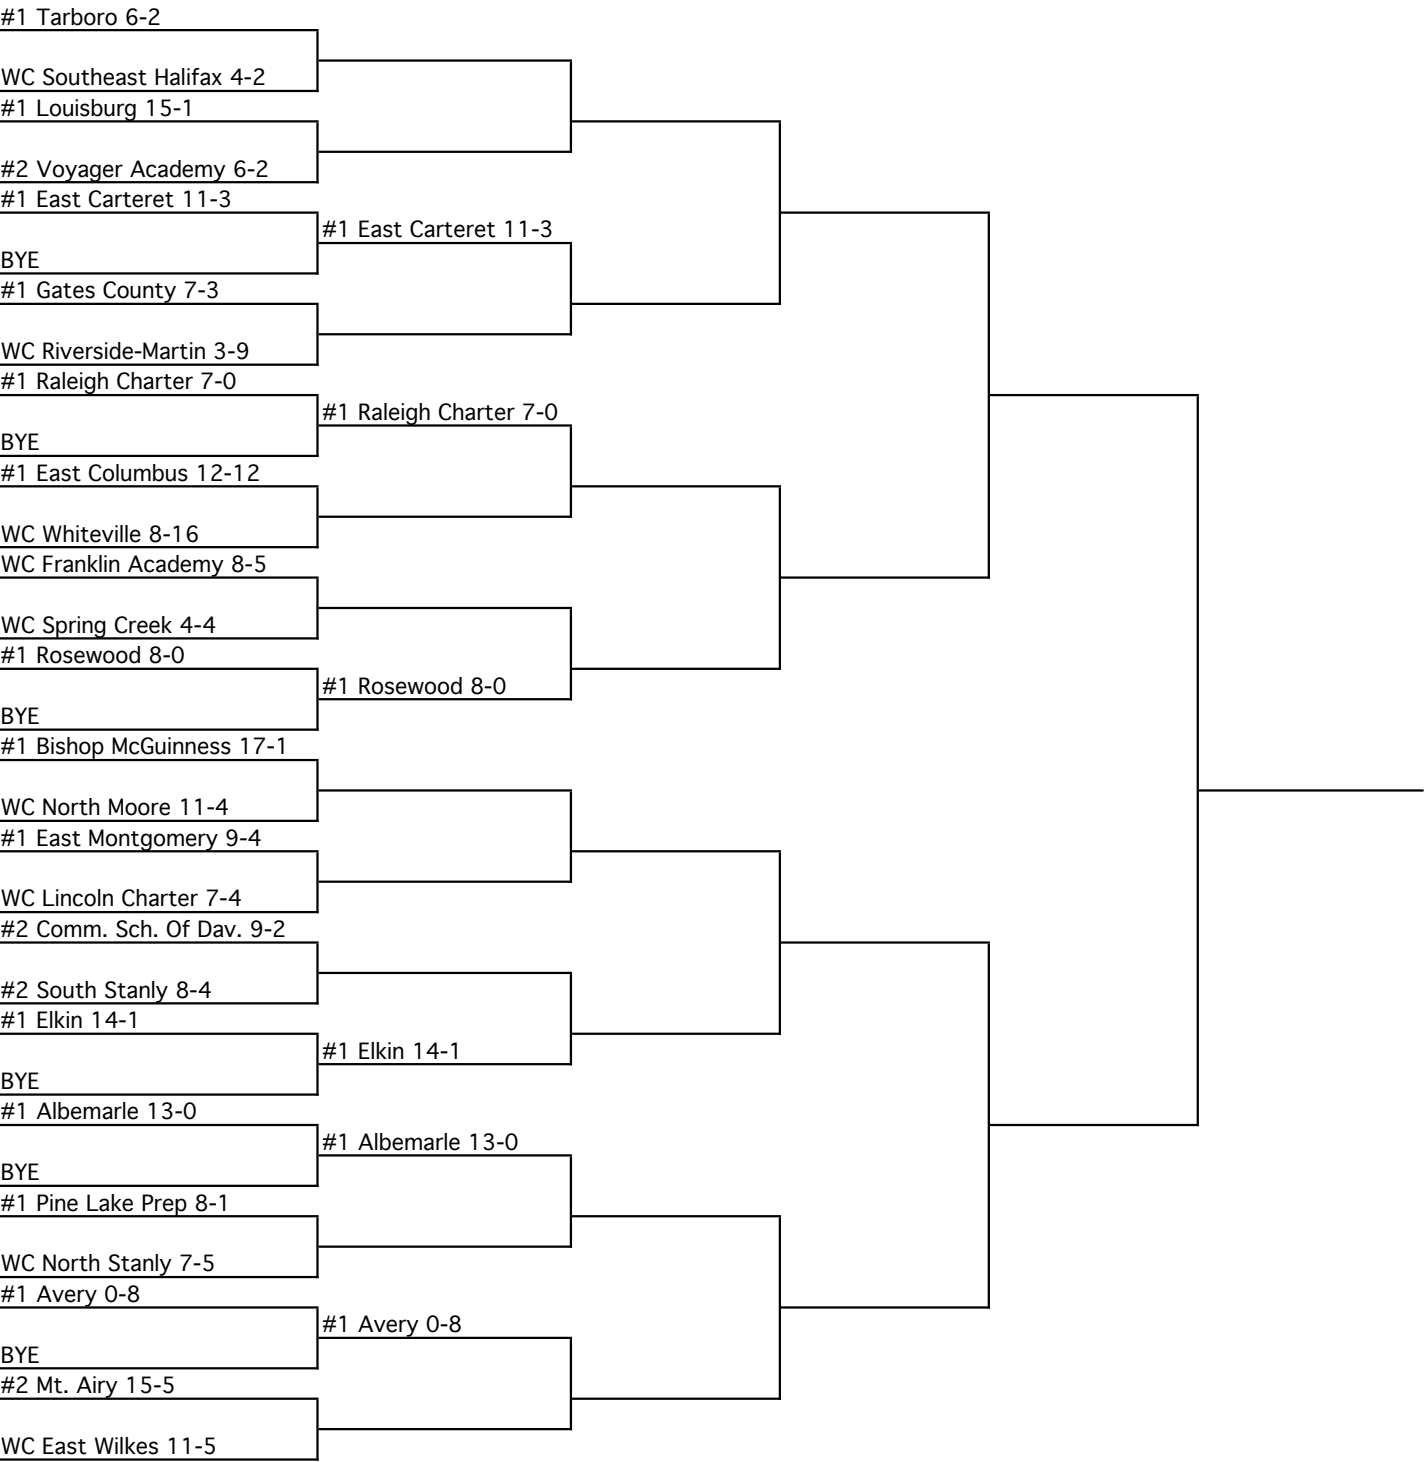 #1 Tarboro 6-2
WC Southeast Halifax 4-2
#1 Louisburg 15-1
#2 Voyager Academy 6-2
#1 East Carteret 11-3
#1 East Carteret 11-3
BYE
#1 Gates County 7-3
WC Riverside-Martin 3-9
#1 Raleigh Charter 7-0
#1 Raleigh Charter 7-0
BYE
#1 East Columbus 12-12
WC Whiteville 8-16
WC Franklin Academy 8-5
WC Spring Creek 4-4
#1 Rosewood 8-0
#1 Rosewood 8-0
BYE
#1 Bishop McGuinness 17-1
WC North Moore 11-4
#1 East Montgomery 9-4
WC Lincoln Charter 7-4
#2 Comm. Sch. Of Dav. 9-2
#2 South Stanly 8-4
#1 Elkin 14-1
#1 Elkin 14-1
BYE
#1 Albemarle 13-0
#1 Albemarle 13-0
BYE
#1 Pine Lake Prep 8-1
WC North Stanly 7-5
#1 Avery 0-8
#1 Avery 0-8
BYE
#2 Mt. Airy 15-5
WC East Wilkes 11-5